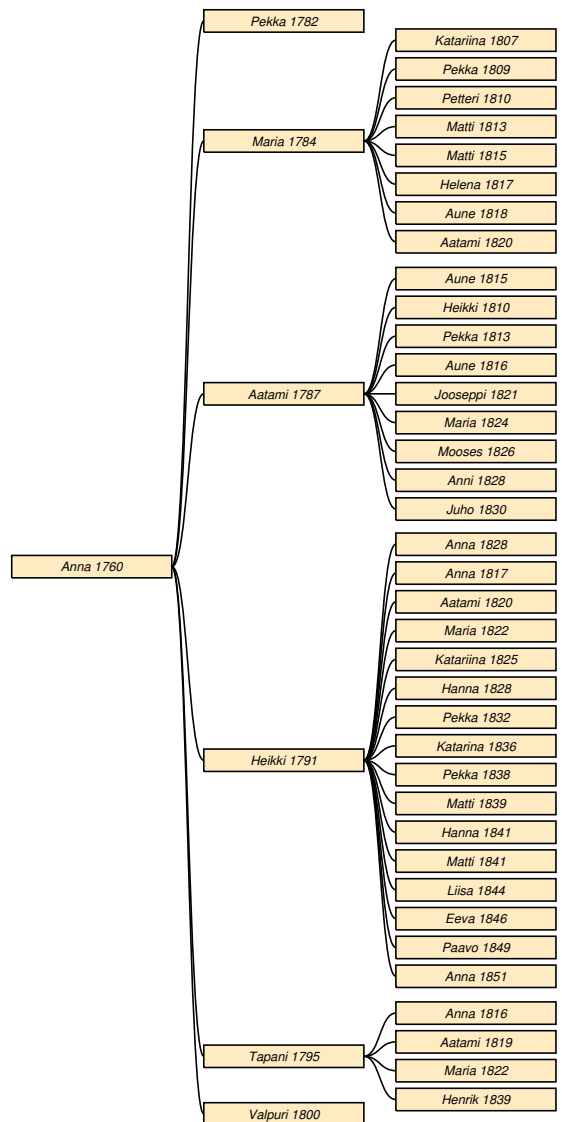 Pekka 1782
Katariina 1807
Pekka 1809
Petteri 1810
Matti 1813
Maria 1784
Matti 1815
Helena 1817
Aune 1818
Aatami 1820
Aune 1815
Heikki 1810
Pekka 1813
Aune 1816
Aatami 1787
Jooseppi 1821
Maria 1824
Mooses 1826
Anni 1828
Juho 1830
Anna 1760
Anna 1828
Anna 1817
Aatami 1820
Maria 1822
Katariina 1825
Hanna 1828
Pekka 1832
Heikki 1791
Katarina 1836
Pekka 1838
Matti 1839
Hanna 1841
Matti 1841
Liisa 1844
Eeva 1846
Paavo 1849
Anna 1851
Tapani 1795
Anna 1816
Aatami 1819
Maria 1822
Henrik 1839
Valpuri 1800